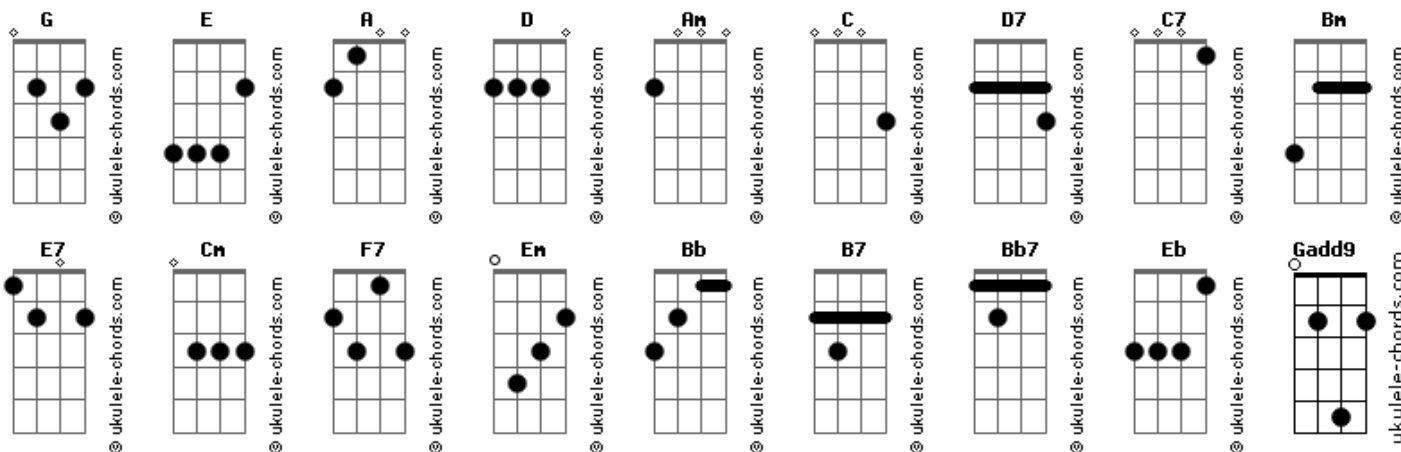 G E A D Am C D7 C7 Bm
© ukulele-chords.com © ukulele-chords.com © ukulele-chords.com © ukulele-chords.com © ukulele-chords.com © ukulele-chords.com © ukulele-chords.com © ukulele-chords.com © ukulele-chords.com
E7 Cm F7 Em Bb B7 Bb7 Eb Gadd9
© ukulele-chords.com © ukulele-chords.com © ukulele-chords.com © ukulele-chords.com © ukulele-chords.com © ukulele-chords.com © ukulele-chords.com © ukulele-chords.com ukulele-chords.com